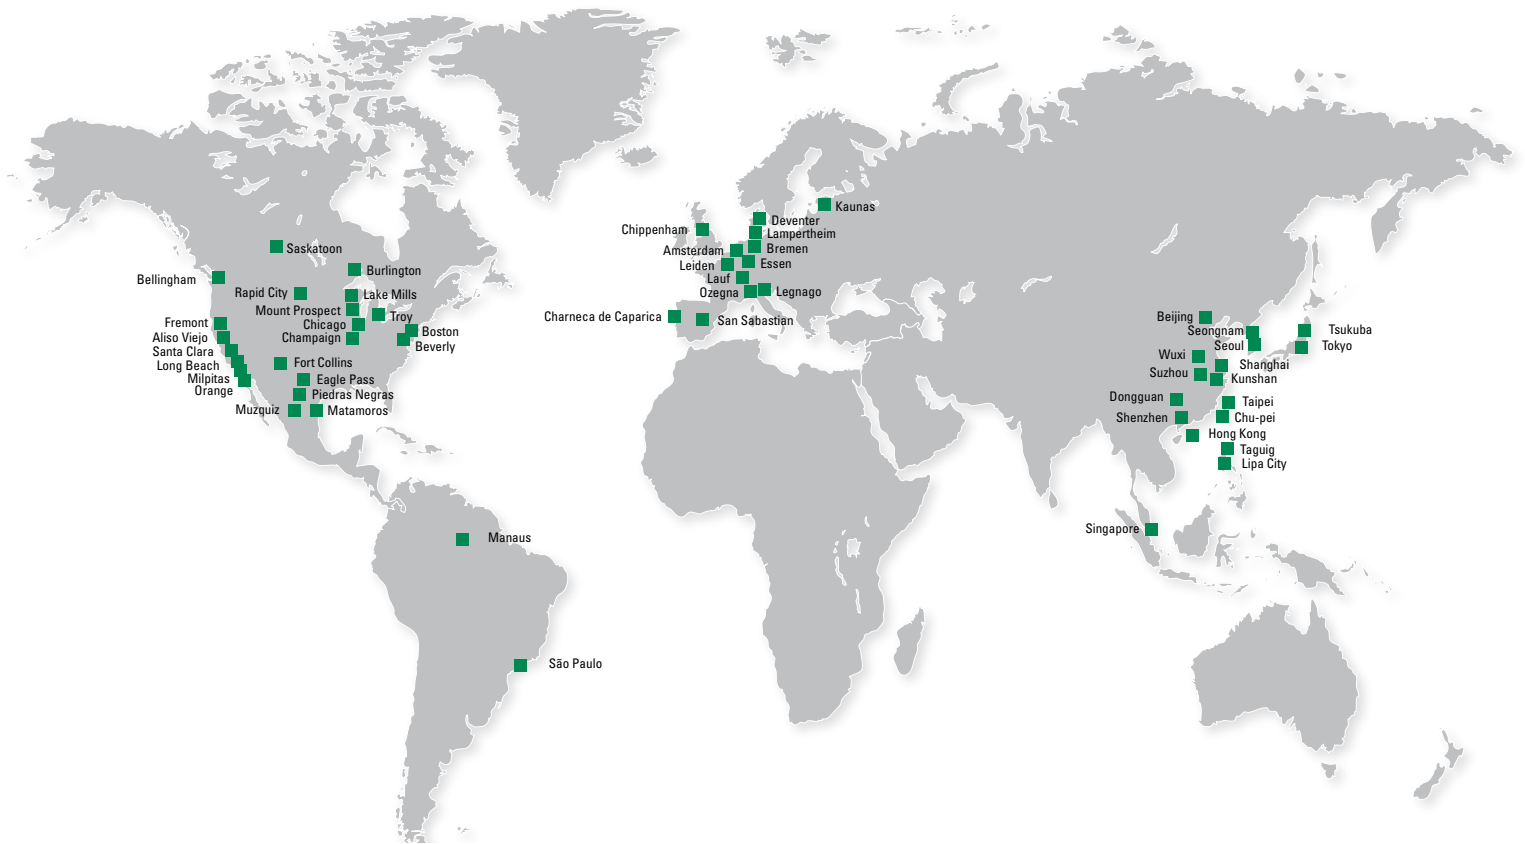 Kaunas
Deventer
Chippenham
Lampertheim
Saskatoon
Amsterdam
Bremen
Leiden
Essen
Burlington
Bellingham
Lauf
Rapid City
Lake Mills
Ozegna
Legnago
Mount Prospect
Troy
Charneca de Caparica
San Sabastian
Beijing
Fremont
Chicago
Boston
Seongnam
Tsukuba
Aliso Viejo
Champaign
Beverly
Seoul
Tokyo
Santa Clara
Wuxi
Long Beach
Fort Collins
Shanghai
Suzhou
Milpitas
Eagle Pass
Kunshan
Orange
Piedras Negras
Dongguan
Taipei
Muzquiz
Matamoros
Shenzhen
Chu-pei
Hong Kong
Taguig
Lipa City
Singapore
Manaus
São Paulo